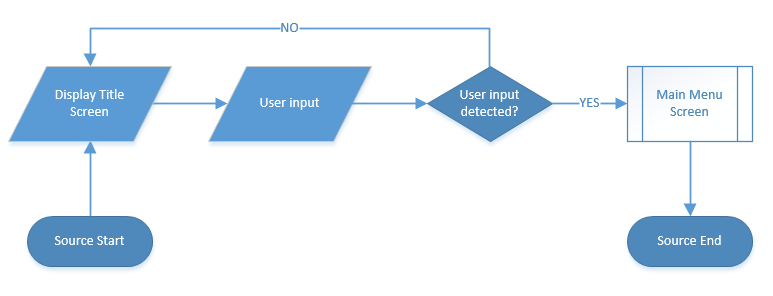 NO
Display Title
Screen
User input
User input
detected?
YES
Main Menu
Screen
Source Start
Source End